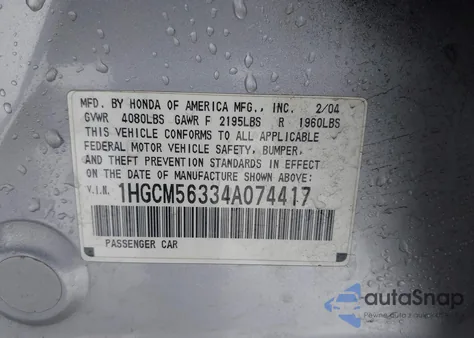 MFD. BY HONDA OF AMERICA MFG., INC. 2/04
GVWR 4080LBS GAWR F 2195LBS R 1960LBS
THIS VEHICLE CONFORMS TO ALL APPLICABLE
FEDERAL MOTOR VEHICLE SAFETY, BUMPER,
AND THEFT PREVENTION STANDARDS IN EFFECT
ON THE DATE OF MANUFACTURE SHOWN ABOVE:
V.I.N. 1HGCM56334A074417
PASSENGER CAR
autoSnap